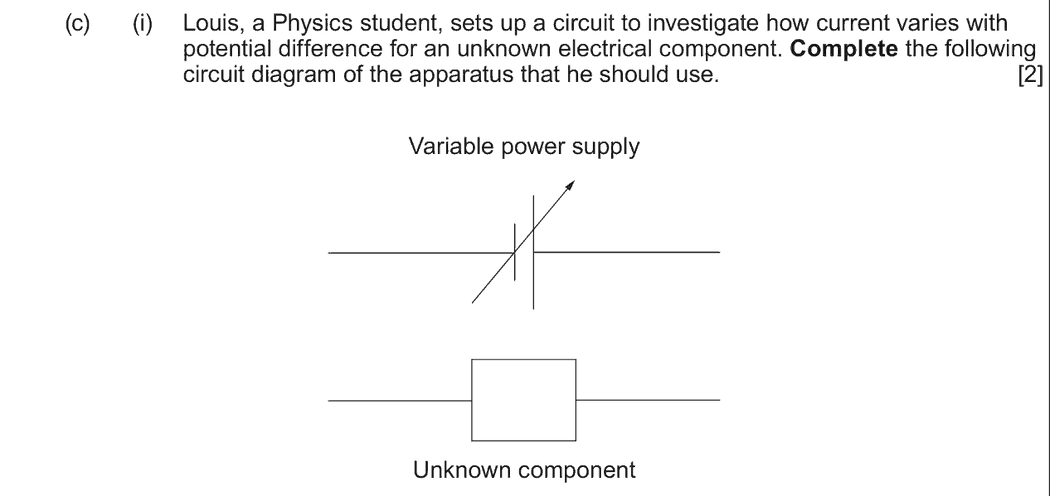 (c) (i) Louis, a Physics student, sets up a circuit to investigate how current varies with
potential difference for an unknown electrical component. Complete the following
circuit diagram of the apparatus that he should use. [2]
Variable power supply
Unknown component